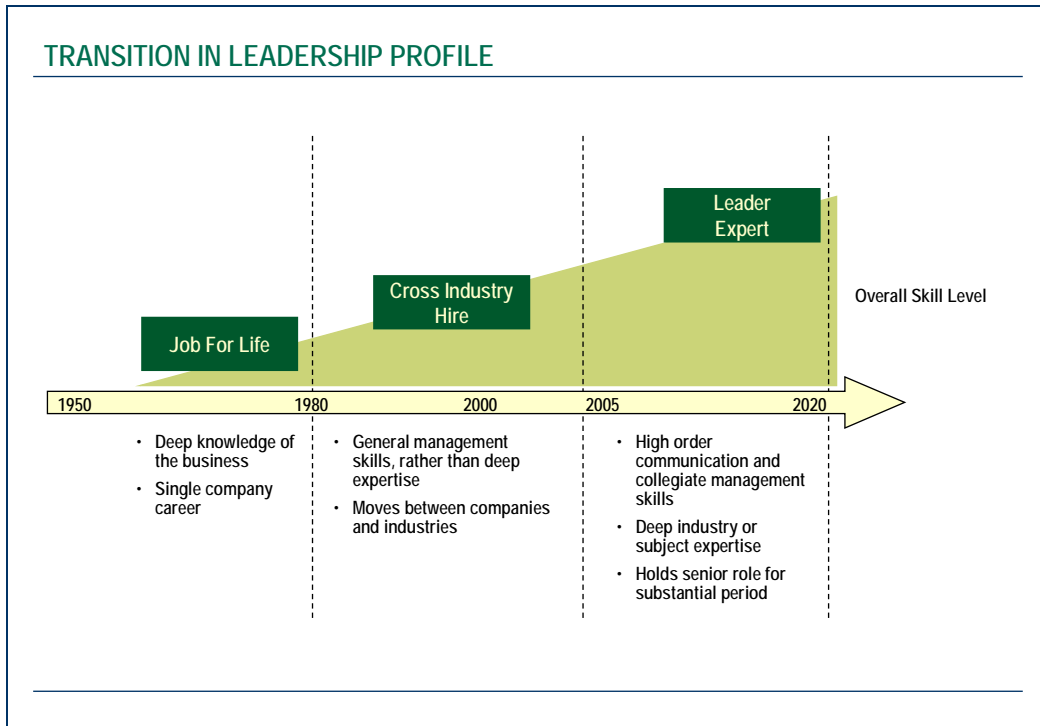 TRANSITION IN LEADERSHIP PROFILE
Leader
Expert
Cross Industry
Hire
Job For Life
Overall Skill Level
1950
1980
2000
2005
2020
• Deep knowledge of
the business
• Single company
career
• General management
skills, rather than deep
expertise
• Moves between companies
and industries
• High order
communication and
collegiate management
skills
• Deep industry or
subject expertise
• Holds senior role for
substantial period